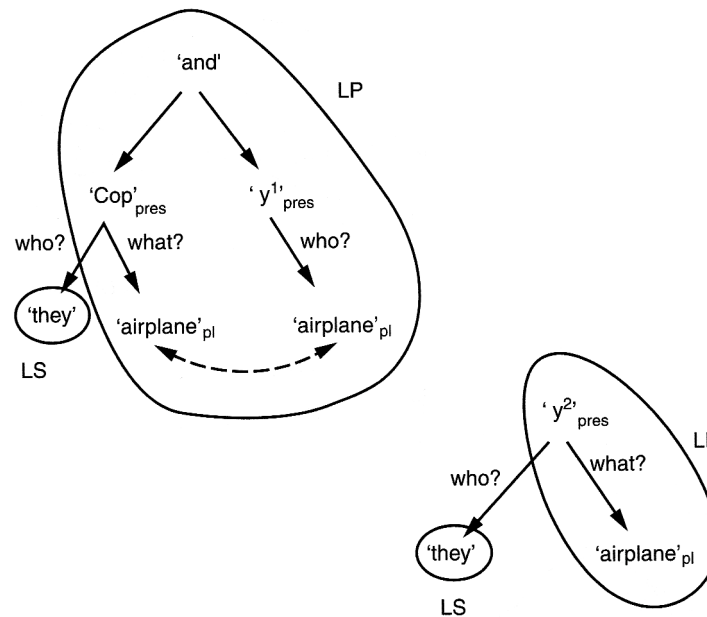 ‘and'
LP
‘Cop’pres
‘ y1’pres
who?
what?
who?
‘they’
‘airplane’pl
‘airplane’pl
LS
‘ y2’pres
who?
what?
‘they’
‘airplane’pl
LS